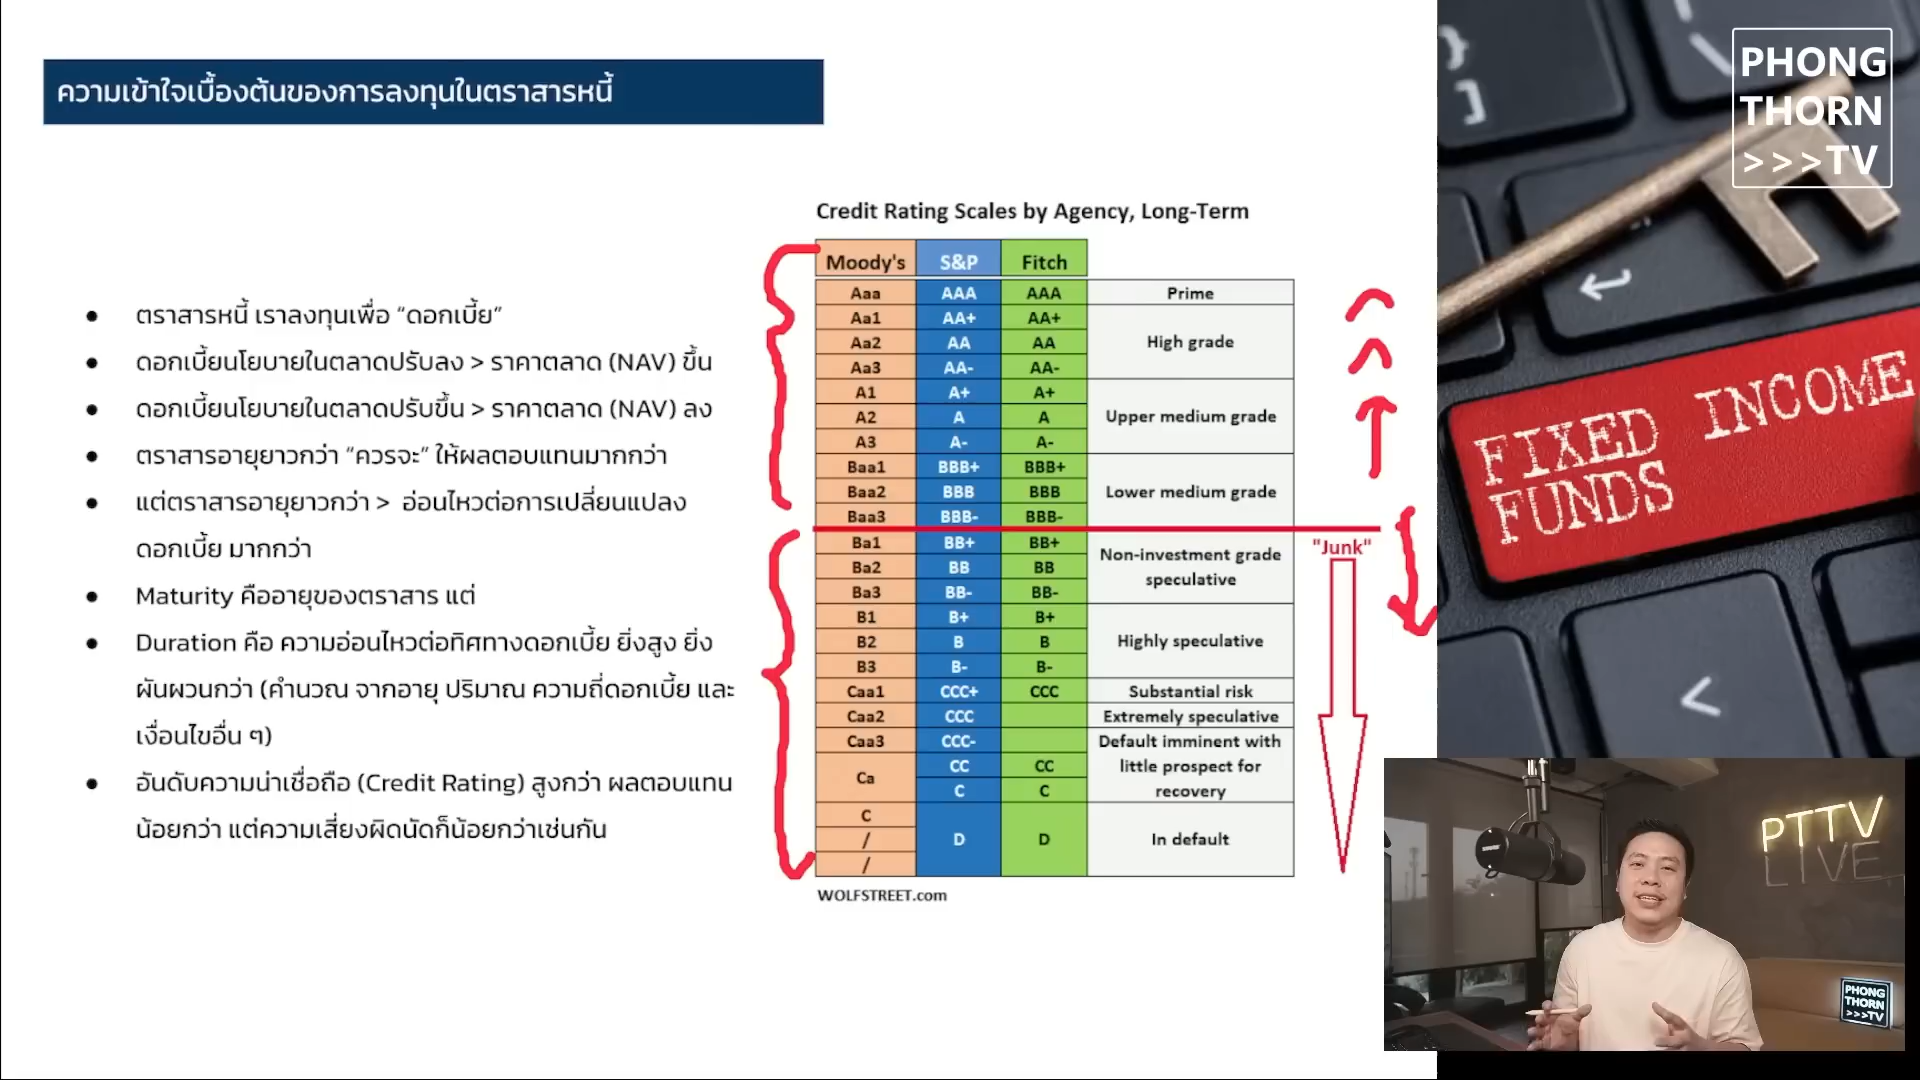 ความเข้าใจเบื้องต้นของการลงทุนในตราสารหนี้
● ตราสารหนี้ เราลงทุนเพื่อ “ดอกเบี้ย”
● ดอกเบี้ยนโยบายในตลาดปรับลง > ราคาตลาด (NAV) ขึ้น
● ดอกเบี้ยนโยบายในตลาดปรับขึ้น > ราคาตลาด (NAV) ลง
● ตราสารอายุยาวกว่า “ควรจะ” ให้ผลตอบแทนมากกว่า
● แต่ตราสารอายุยาวกว่า > อ่อนไหวต่อการเปลี่ยนแปลง
ดอกเบี้ย มากกว่า
● Maturity คืออายุของตราสาร แต่
● Duration คือ ความอ่อนไหวต่อทิศทางดอกเบี้ย ยิ่งสูง ยิ่ง
ผันผวนกว่า (คำนวณ จากอายุ ปริมาณ ความถี่ดอกเบี้ย และ
เงื่อนไขอื่น ๆ)
● อันดับความน่าเชื่อถือ (Credit Rating) สูงกว่า ผลตอบแทน
น้อยกว่า แต่ความเสี่ยงผิดนัดก็น้อยกว่าเช่นกัน
Credit Rating Scales by Agency, Long-Term
Moody's S&P Fitch
Aaa AAA AAA Prime
Aa1 AA+ AA+
Aa2 AA AA High grade
Aa3 AA- AA-
A1 A+ A+
A2 A A Upper medium grade
A3 A- A-
Baa1 BBB+ BBB+
Baa2 BBB BBB Lower medium grade
Baa3 BBB- BBB-
Ba1 BB+ BB+ Non-investment grade
Ba2 BB BB speculative
Ba3 BB- BB-
B1 B+ B+
B2 B B Highly speculative
B3 B- B-
Caa1 CCC+ CCC Substantial risk
Caa2 CCC Extremely speculative
Caa3 CCC- Default imminent with
Ca CC CC little prospect for
C C recovery
C D D In default
/
/
"Junk"
WOLFSTREET.com
PHONG
THORN
>>>TV
FIXED INCOME
FUNDS
PTTV
LIVE
PHONG
THORN
>>>TV